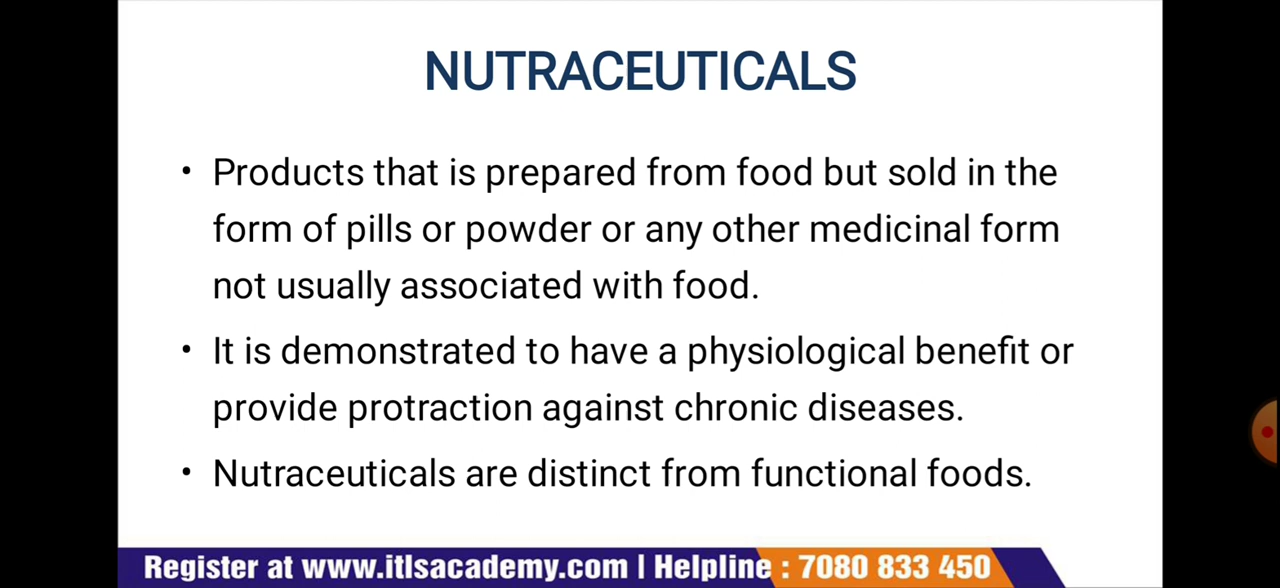 NUTRACEUTICALS
• Products that is prepared from food but sold in the
form of pills or powder or any other medicinal form
not usually associated with food.
• It is demonstrated to have a physiological benefit or
provide protraction against chronic diseases.
• Nutraceuticals are distinct from functional foods.
Register at www.itlsacademy.com | Helpline : 7080 833 450